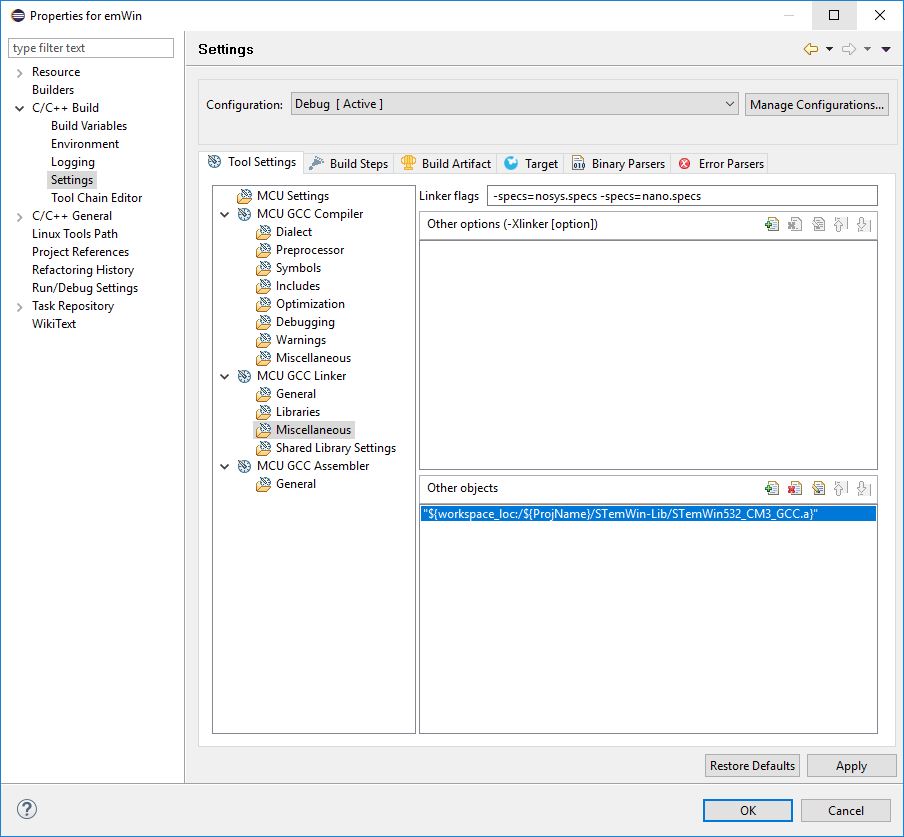 Properties for emWin
type filter text
Resource
Builders
C/C++ Build
Build Variables
Environment
Logging
Settings
Tool Chain Editor
C/C++ General
Linux Tools Path
Project References
Refactoring History
Run/Debug Settings
Task Repository
WikiText
Settings
Configuration: Debug [ Active ] Manage Configurations...
Tool Settings Build Steps Build Artifact Target Binary Parsers Error Parsers
MCU Settings
MCU GCC Compiler
Dialect
Preprocessor
Symbols
Includes
Optimization
Debugging
Warnings
Miscellaneous
MCU GCC Linker
General
Libraries
Miscellaneous
Shared Library Settings
MCU GCC Assembler
General
Linker flags -specs=nosys.specs -specs=nano.specs
Other options (-Xlinker [option])
Other objects
"${workspace_loc:/${ProjName}/STemWin-Lib/STemWin532_CM3_GCC.a}"
Restore Defaults Apply
OK Cancel